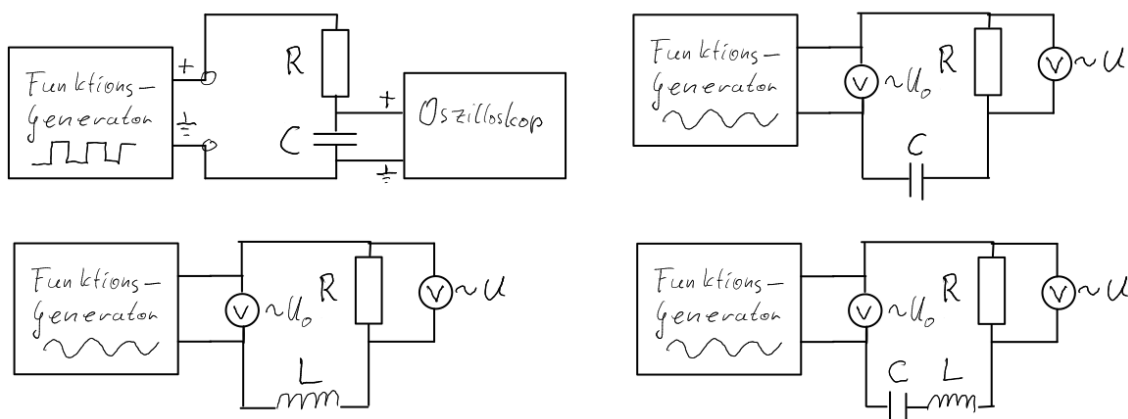 Funktions-
Generator
+
R
C
+
Oszilloskop
Funktions-
Generator
V
~U₀
R
V
~U
C
Funktions-
Generator
V
~U₀
R
V
~U
L
Funktions-
Generator
V
~U₀
R
V
~U
C
L